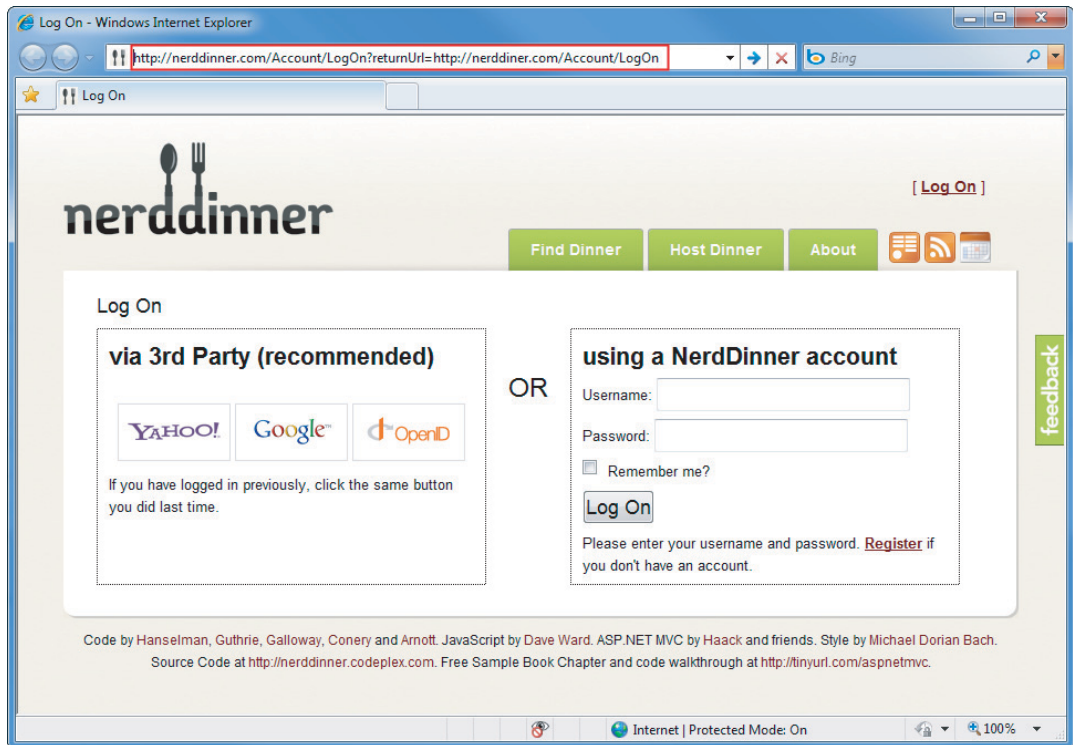 Log On - Windows Internet Explorer
http://nerddinner.com/Account/LogOn?returnUrl=http://nerddiner.com/Account/LogOn
Bing
Log On
nerddinner
[ Log On ]
Find Dinner Host Dinner About
Log On
via 3rd Party (recommended)
YAHOO! Google™ OpenID
If you have logged in previously, click the same button
you did last time.
OR
using a NerdDinner account
Username:
Password:
Remember me?
Log On
Please enter your username and password. Register if
you don't have an account.
feedback
Code by Hanselman, Guthrie, Galloway, Conery and Arnott. JavaScript by Dave Ward. ASP.NET MVC by Haack and friends. Style by Michael Dorian Bach.
Source Code at http://nerddinner.codeplex.com. Free Sample Book Chapter and code walkthrough at http://tinyurl.com/aspnetmvc.
Internet | Protected Mode: On 100%